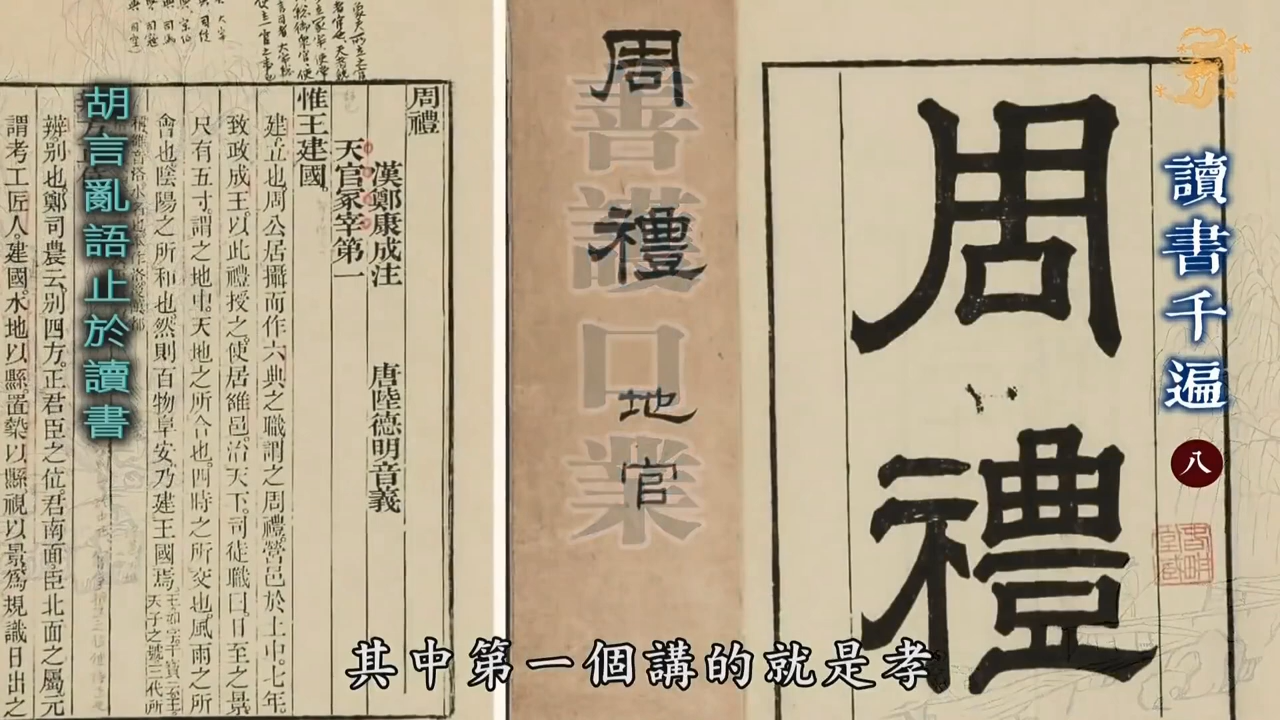 讀書千遍
八
周禮
周禮
地官
善護口業
周禮
漢鄭康成注
唐陸德明音義
天官冢宰第一
惟王建國
建立也周公居攝而作六典之職謂之周禮營邑於土中七年
致政成王以此禮授之使居雒邑治天下司徒職曰日至之景
尺有五寸謂之地中天地之所合也四時之所交也風雨之所
會也陰陽之所和也然則百物阜安乃建王國焉
辨別也鄭司農云別四方正君臣之位君南面臣北面之屬
謂考工匠人建國水地以縣置槷以縣視以景為規識日出之
胡言亂語止於讀書
其中第一個講的就是孝